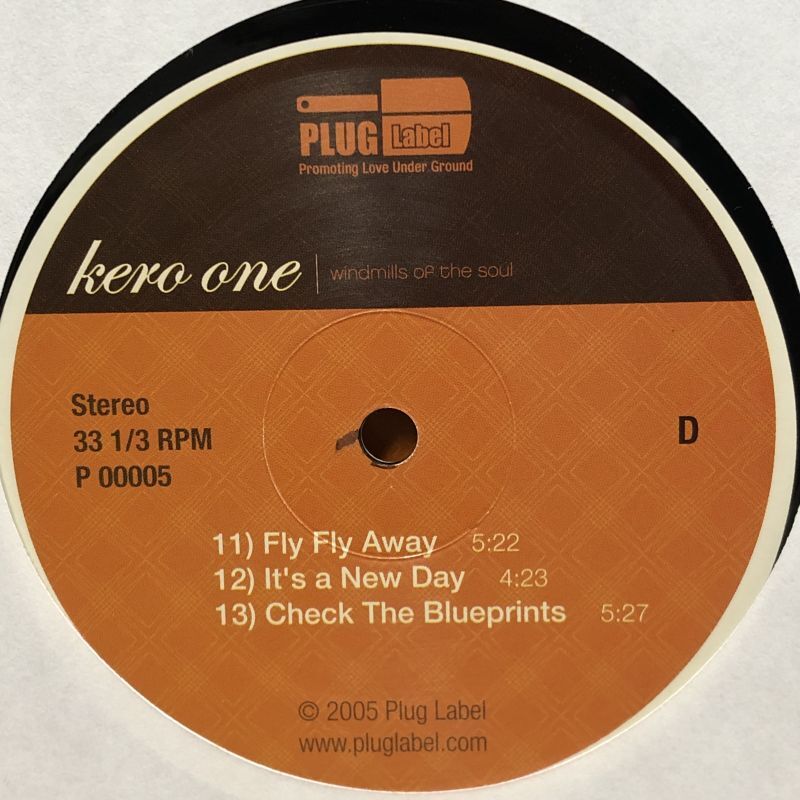 PLUG Label
Promoting Love Under Ground
kero one | windmills of the soul
Stereo
33 1/3 RPM
P 00005
D
11) Fly Fly Away 5:22
12) It's a New Day 4:23
13) Check The Blueprints 5:27
© 2005 Plug Label
www.pluglabel.com